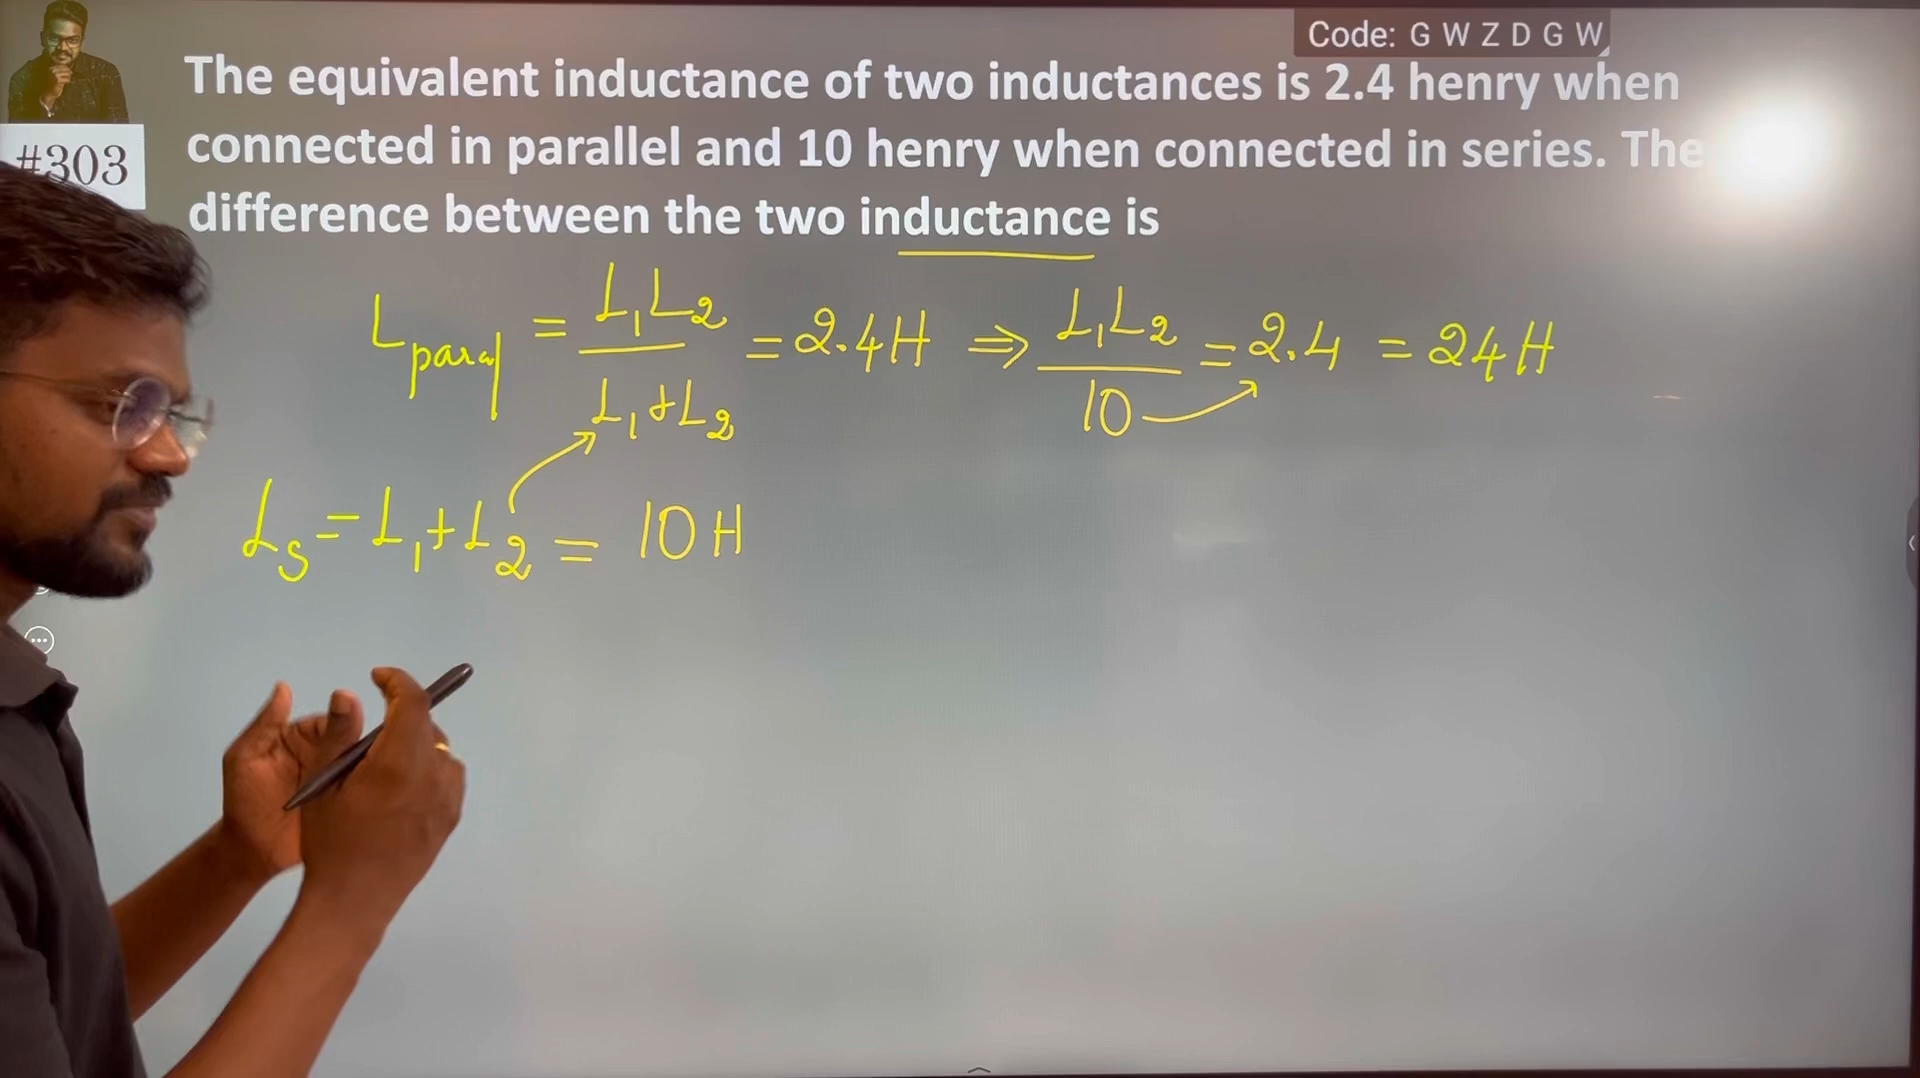 Code: G W Z D G W
The equivalent inductance of two inductances is 2.4 henry when
#303
connected in parallel and 10 henry when connected in series. The
difference between the two inductance is
L paral = L₁L₂ / L₁+L₂ = 2.4H ⇒ L₁L₂ / 10 = 2.4 = 24H
Ls = L₁+L₂ = 10H